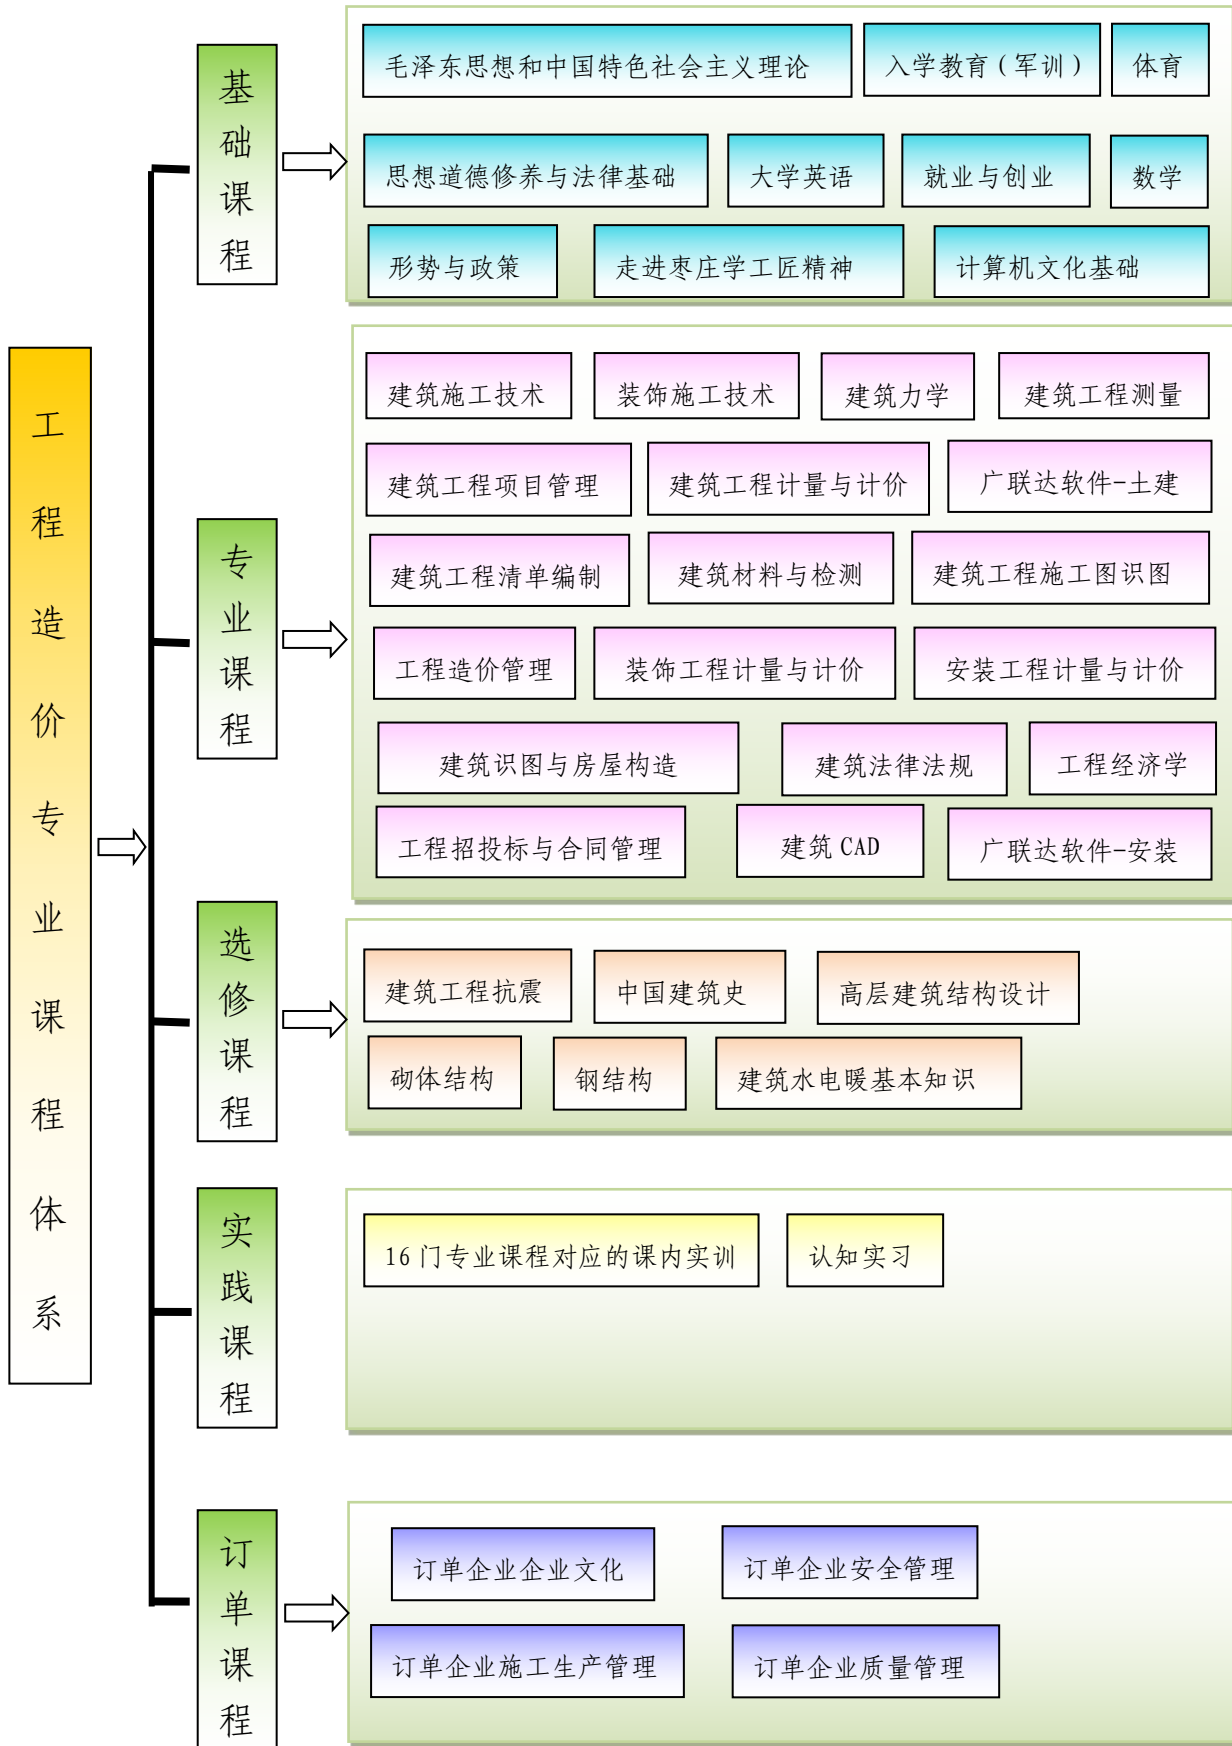 工程造价专业课程体系
基础课程
毛泽东思想和中国特色社会主义理论
入学教育(军训)
体育
思想道德修养与法律基础
大学英语
就业与创业
数学
形势与政策
走进枣庄学工匠精神
计算机文化基础
专业课程
建筑施工技术
装饰施工技术
建筑力学
建筑工程测量
建筑工程项目管理
建筑工程计量与计价
广联达软件-土建
建筑工程清单编制
建筑材料与检测
建筑工程施工图识图
工程造价管理
装饰工程计量与计价
安装工程计量与计价
建筑识图与房屋构造
建筑法律法规
工程经济学
工程招投标与合同管理
建筑 CAD
广联达软件-安装
选修课程
建筑工程抗震
中国建筑史
高层建筑结构设计
砌体结构
钢结构
建筑水电暖基本知识
实践课程
16 门专业课程对应的课内实训
认知实习
订单课程
订单企业企业文化
订单企业安全管理
订单企业施工生产管理
订单企业质量管理